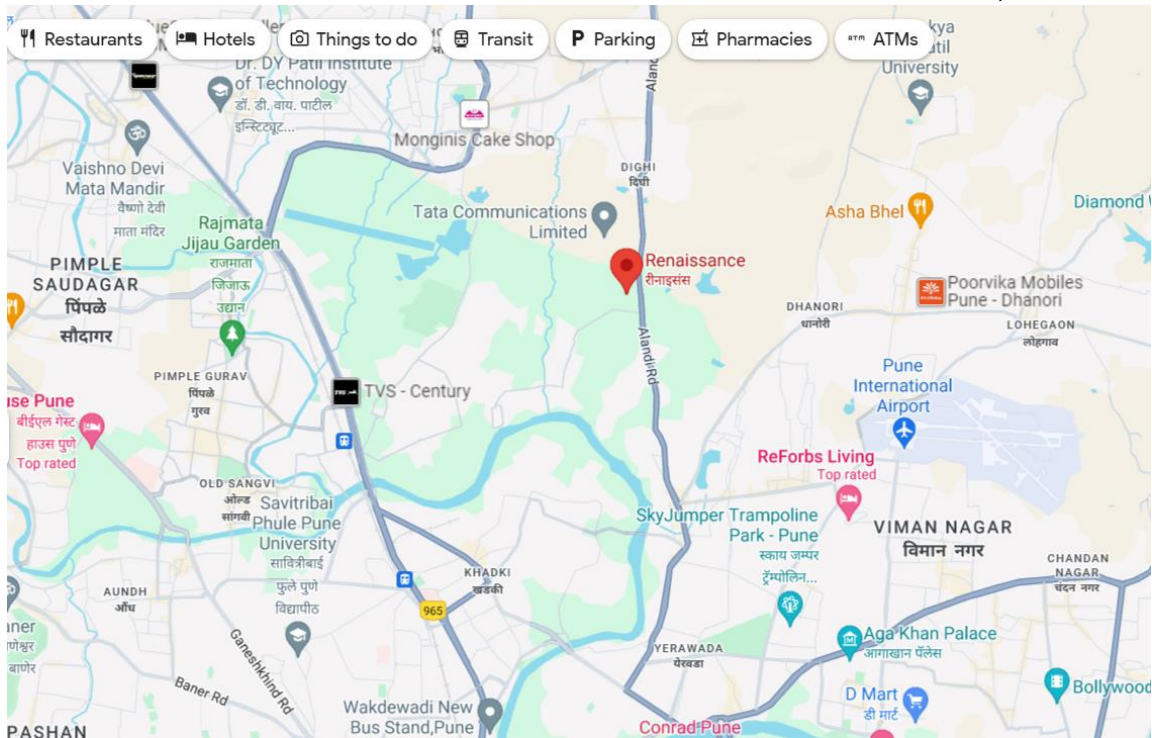 Restaurants
Hotels
Things to do
Transit
P Parking
Pharmacies
ATM ATMs
Dr. DY Patil Institute
of Technology
डॉ. डी. वाय. पाटील
इन्स्टिट्यूट...
University
Monginis Cake Shop
Vaishno Devi
Mata Mandir
वैष्णो देवी
माता मंदिर
DIGHI
दिघी
Tata Communications
Limited
Asha Bhel
Diamond
Rajmata
Jijau Garden
राजमाता
जिजाऊ
उद्यान
PIMPLE
SAUDAGAR
पिंपळे
सौदागर
Renaissance
रीनाइसंस
Poorvika Mobiles
Pune - Dhanori
DHANORI
धानोरी
LOHEGAON
लोहगाव
Alandi Rd
PIMPLE GURAV
पिंपळे
गुरव
TVS - Century
Pune
International
Airport
use Pune
बीईएल गेस्ट
हाउस पुणे
Top rated
ReForbs Living
Top rated
OLD SANGVI
ओल्ड
सांगवी
Savitribai
Phule Pune
University
सावित्रीबाई
फुले पुणे
विद्यापीठ
SkyJumper Trampoline
Park - Pune
स्काय जम्पर
ट्रॅम्पोलिन...
VIMAN NAGAR
विमान नगर
CHANDAN
NAGAR
चंदन नगर
KHADKI
खडकी
AUNDH
औंध
965
Ganeshkhind Rd
Baner Rd
YERAWADA
येरवडा
Aga Khan Palace
आगाखान पॅलेस
Bollywood
D Mart
डी मार्ट
Wakdewadi New
Bus Stand,Pune
Conrad Pune
PASHAN